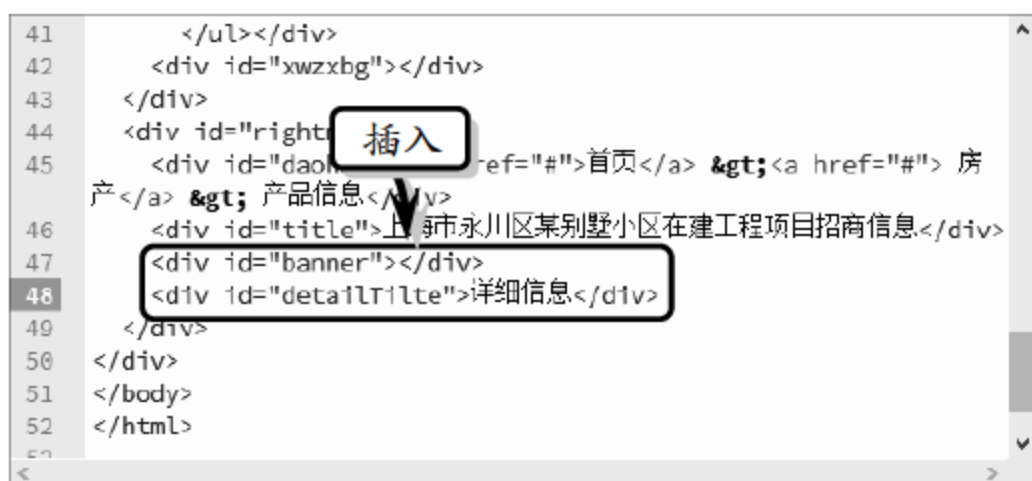 41 </ul></div>
42 <div id="xwzxbg"></div>
43 </div>
44 <div id="right
插入
45 <div id="dao ef="#">首页</a> &gt;<a href="#"> 房
产</a> &gt; 产品信息</div>
46 <div id="title">上海市永川区某别墅小区在建工程项目招商信息</div>
47 <div id="banner"></div>
48 <div id="detailTilte">详细信息</div>
49 </div>
50 </div>
51 </body>
52 </html>